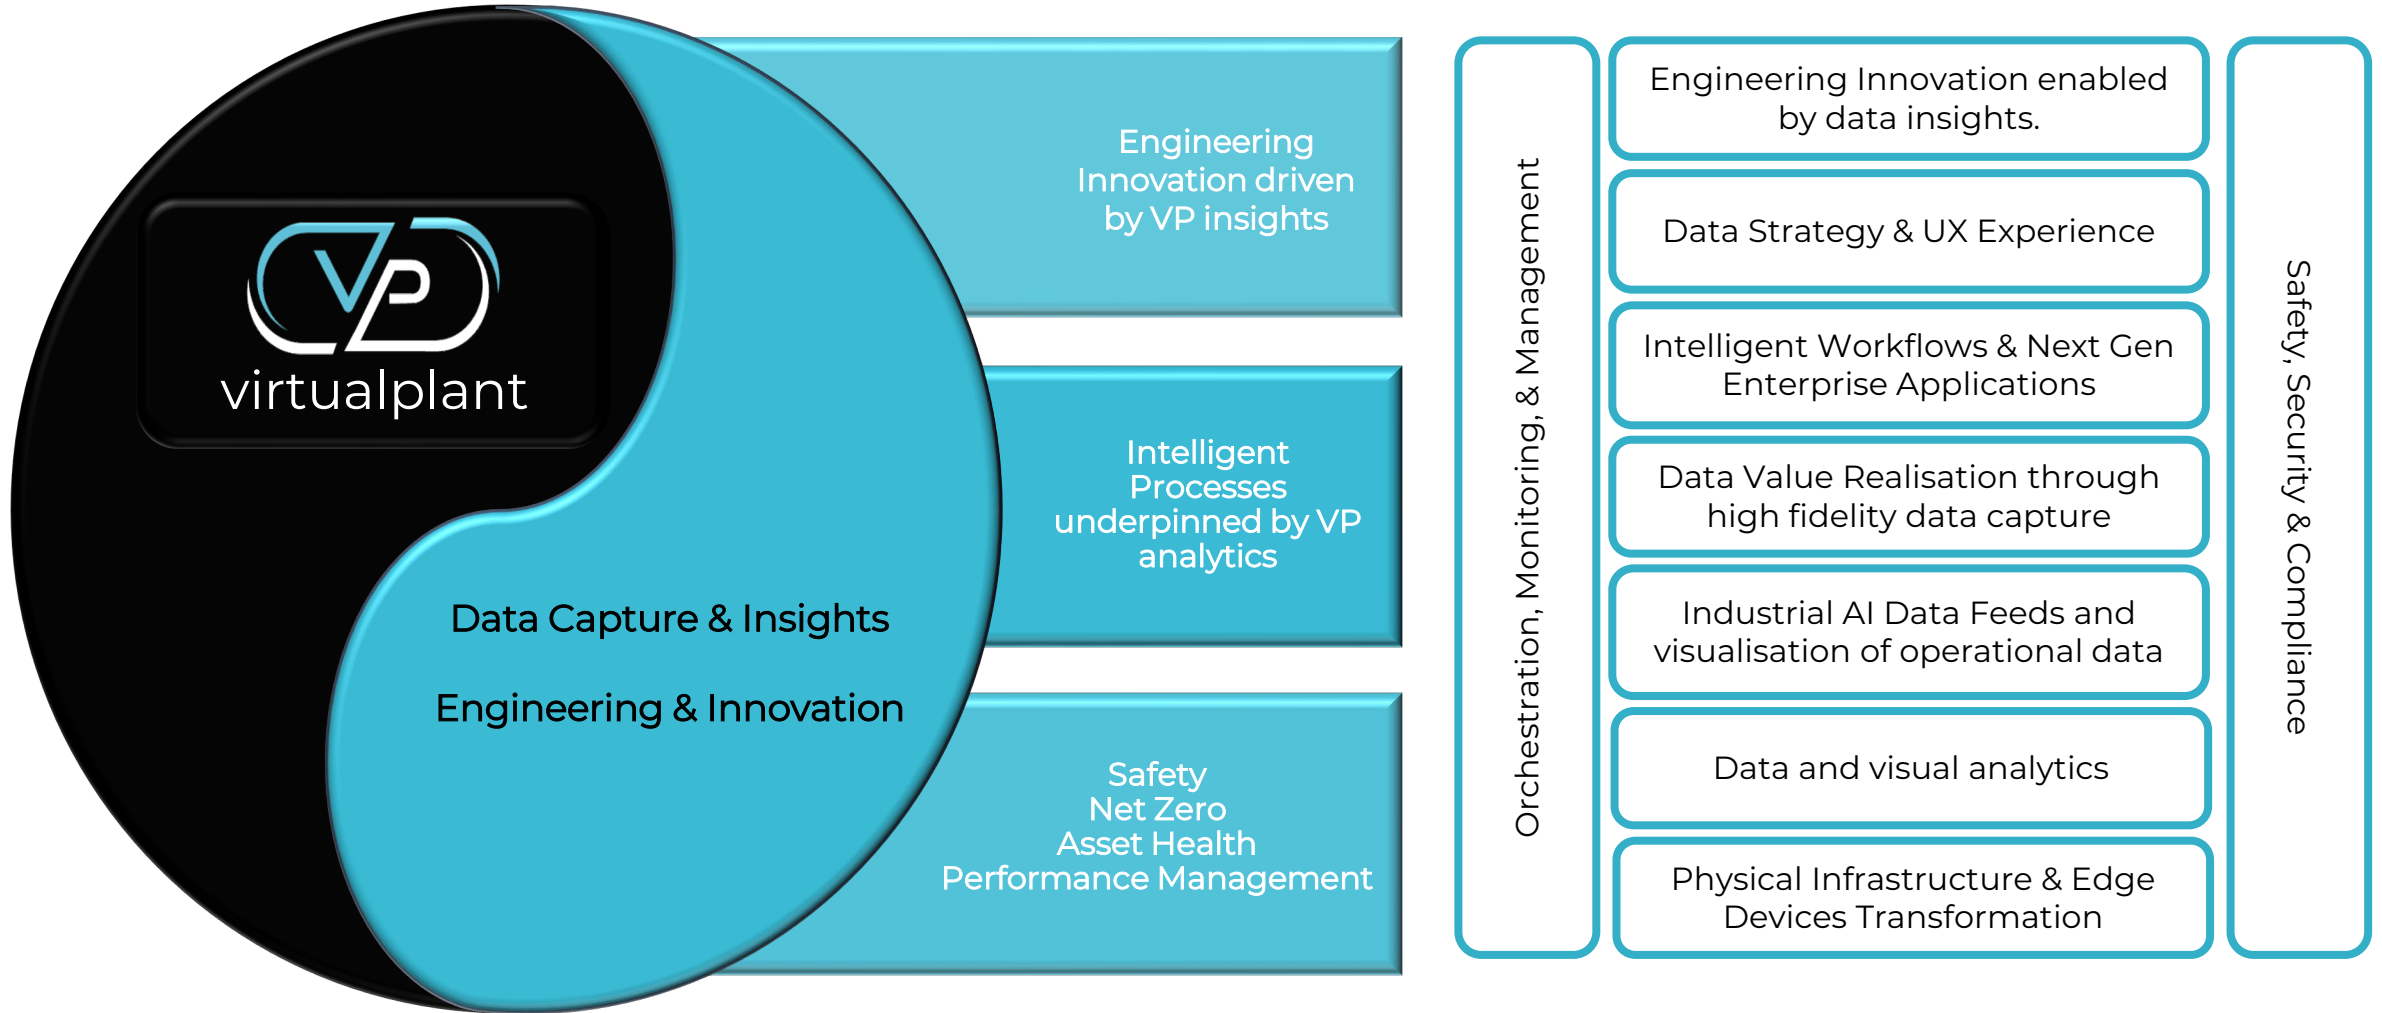 VP
virtualplant
Data Capture & Insights
Engineering & Innovation
Engineering
Innovation driven
by VP insights
Intelligent
Processes
underpinned by VP
analytics
Safety
Net Zero
Asset Health
Performance Management
Orchestration, Monitoring, & Management
Engineering Innovation enabled
by data insights.
Data Strategy & UX Experience
Intelligent Workflows & Next Gen
Enterprise Applications
Data Value Realisation through
high fidelity data capture
Industrial AI Data Feeds and
visualisation of operational data
Data and visual analytics
Physical Infrastructure & Edge
Devices Transformation
Safety, Security & Compliance